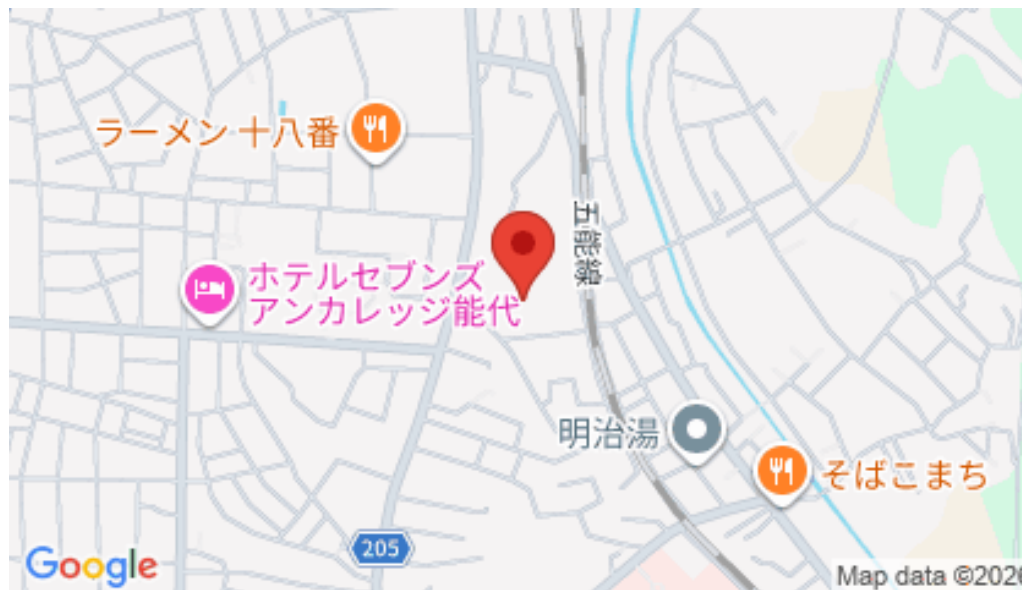 ラーメン 十八番
五能線
ホテルセブンズ
アンカレッジ能代
明治湯
そばこまち
205
Google
Map data ©2026